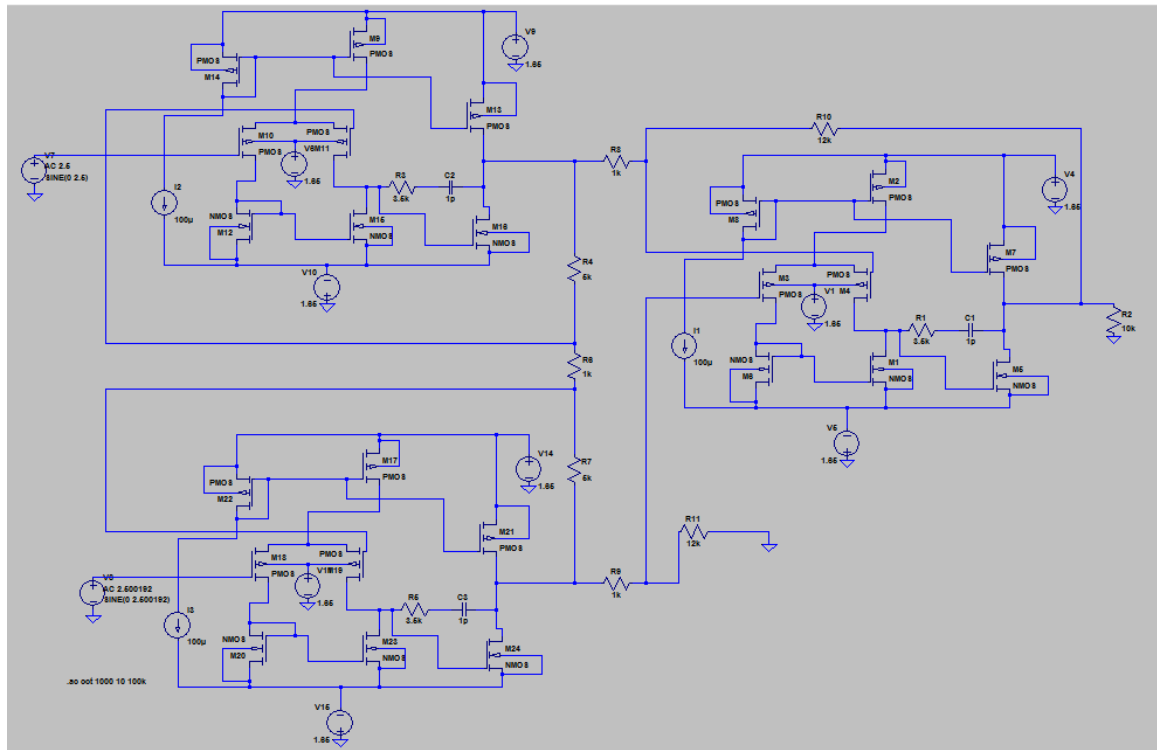 V9
1.65
M9
PMOS
PMOS
M14
M13
PMOS
M10
PMOS
PMOS
V6M11
1.65
V7
AC 2.5
SINE(0 2.5)
I2
100µ
R3
3.5k
C2
1p
NMOS
M12
M15
NMOS
M16
NMOS
V10
1.65
R8
1k
R4
5k
R6
1k
R7
5k
R10
12k
M2
PMOS
PMOS
V4
1.65
M7
PMOS
M3
PMOS
PMOS
V1
M4
1.65
R2
10k
I1
100µ
R1
3.5k
C1
1p
NMOS
M6
M1
NMOS
M5
NMOS
V5
1.65
M17
PMOS
PMOS
M22
V14
1.65
M21
PMOS
M18
PMOS
PMOS
M19
1.65
V8
AC 2.500192
SINE(0 2.500192)
I3
100µ
R5
3.5k
C3
1p
NMOS
M20
M23
NMOS
M24
NMOS
V15
1.65
R9
1k
R11
12k
.ac oct 1000 10 100k